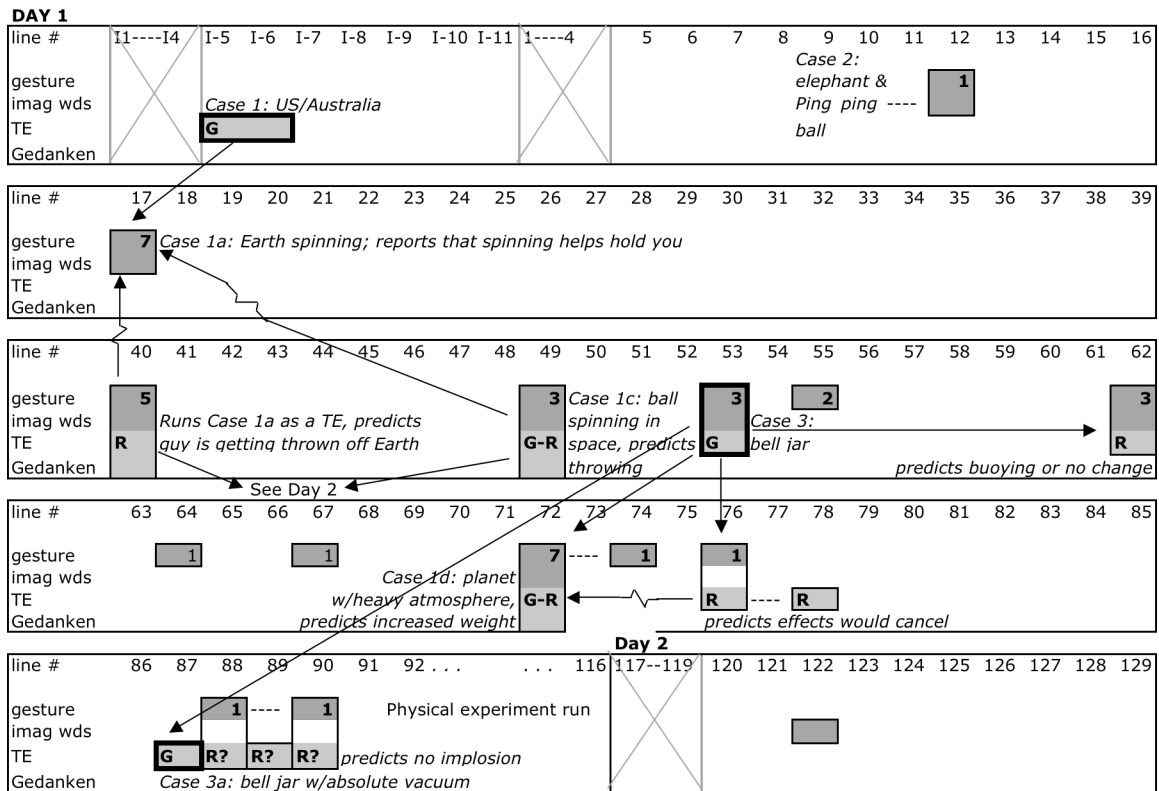 DAY 1
line # I1----I4 I-5 I-6 I-7 I-8 I-9 I-10 I-11 1----4 5 6 7 8 9 10 11 12 13 14 15 16
Case 2:
gesture elephant & 1
imag wds Case 1: US/Australia Ping ping ----
TE G ball
Gedanken
line # 17 18 19 20 21 22 23 24 25 26 27 28 29 30 31 32 33 34 35 36 37 38 39
gesture 7 Case 1a: Earth spinning; reports that spinning helps hold you
imag wds
TE
Gedanken
line # 40 41 42 43 44 45 46 47 48 49 50 51 52 53 54 55 56 57 58 59 60 61 62
gesture 5 3 Case 1c: ball 3 2 3
imag wds Runs Case 1a as a TE, predicts spinning in Case 3:
TE R guy is getting thrown off Earth G-R space, predicts G bell jar R
Gedanken throwing predicts buoying or no change
See Day 2
line # 63 64 65 66 67 68 69 70 71 72 73 74 75 76 77 78 79 80 81 82 83 84 85
gesture 1 1 7 ---- 1 1
imag wds Case 1d: planet
TE w/heavy atmosphere, G-R R ---- R
Gedanken predicts increased weight predicts effects would cancel
Day 2
line # 86 87 88 89 90 91 92 . . . . . . 116 117--119 120 121 122 123 124 125 126 127 128 129
gesture 1 ---- 1 Physical experiment run
imag wds
TE G R? R? R? predicts no implosion
Gedanken Case 3a: bell jar w/absolute vacuum